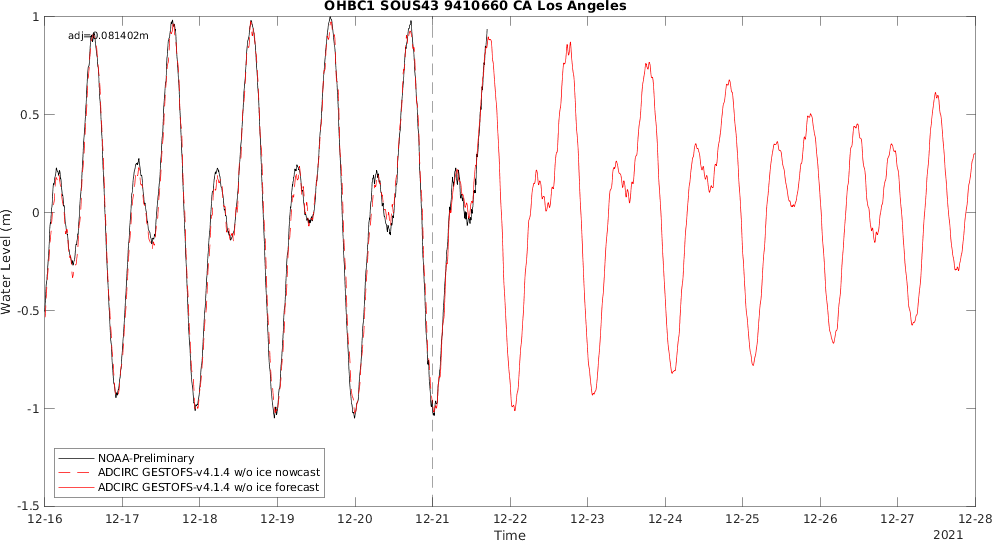 OHBC1 SOUS43 9410660 CA Los Angeles
adj=0.081402m
1
0.5
0
-0.5
-1
-1.5
Water Level (m)
NOAA-Preliminary
ADCIRC GESTOFS-v4.1.4 w/o ice nowcast
ADCIRC GESTOFS-v4.1.4 w/o ice forecast
12-16 12-17 12-18 12-19 12-20 12-21 12-22 12-23 12-24 12-25 12-26 12-27 12-28
Time
2021